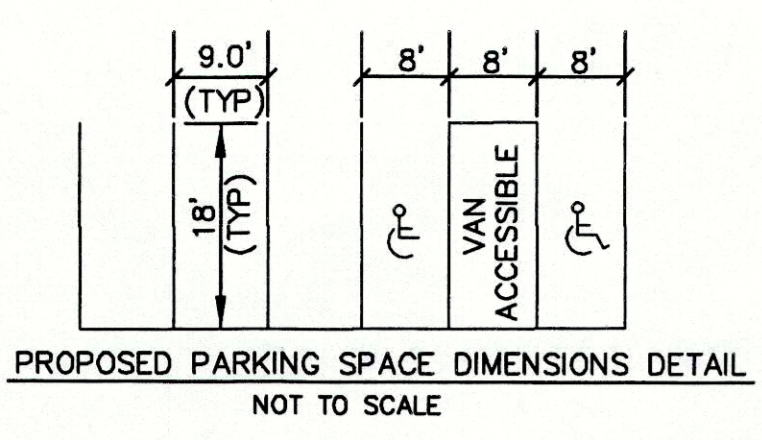 9.0'
(TYP)
8'
8'
8'
18'
(TYP)
VAN
ACCESSIBLE
PROPOSED PARKING SPACE DIMENSIONS DETAIL
NOT TO SCALE